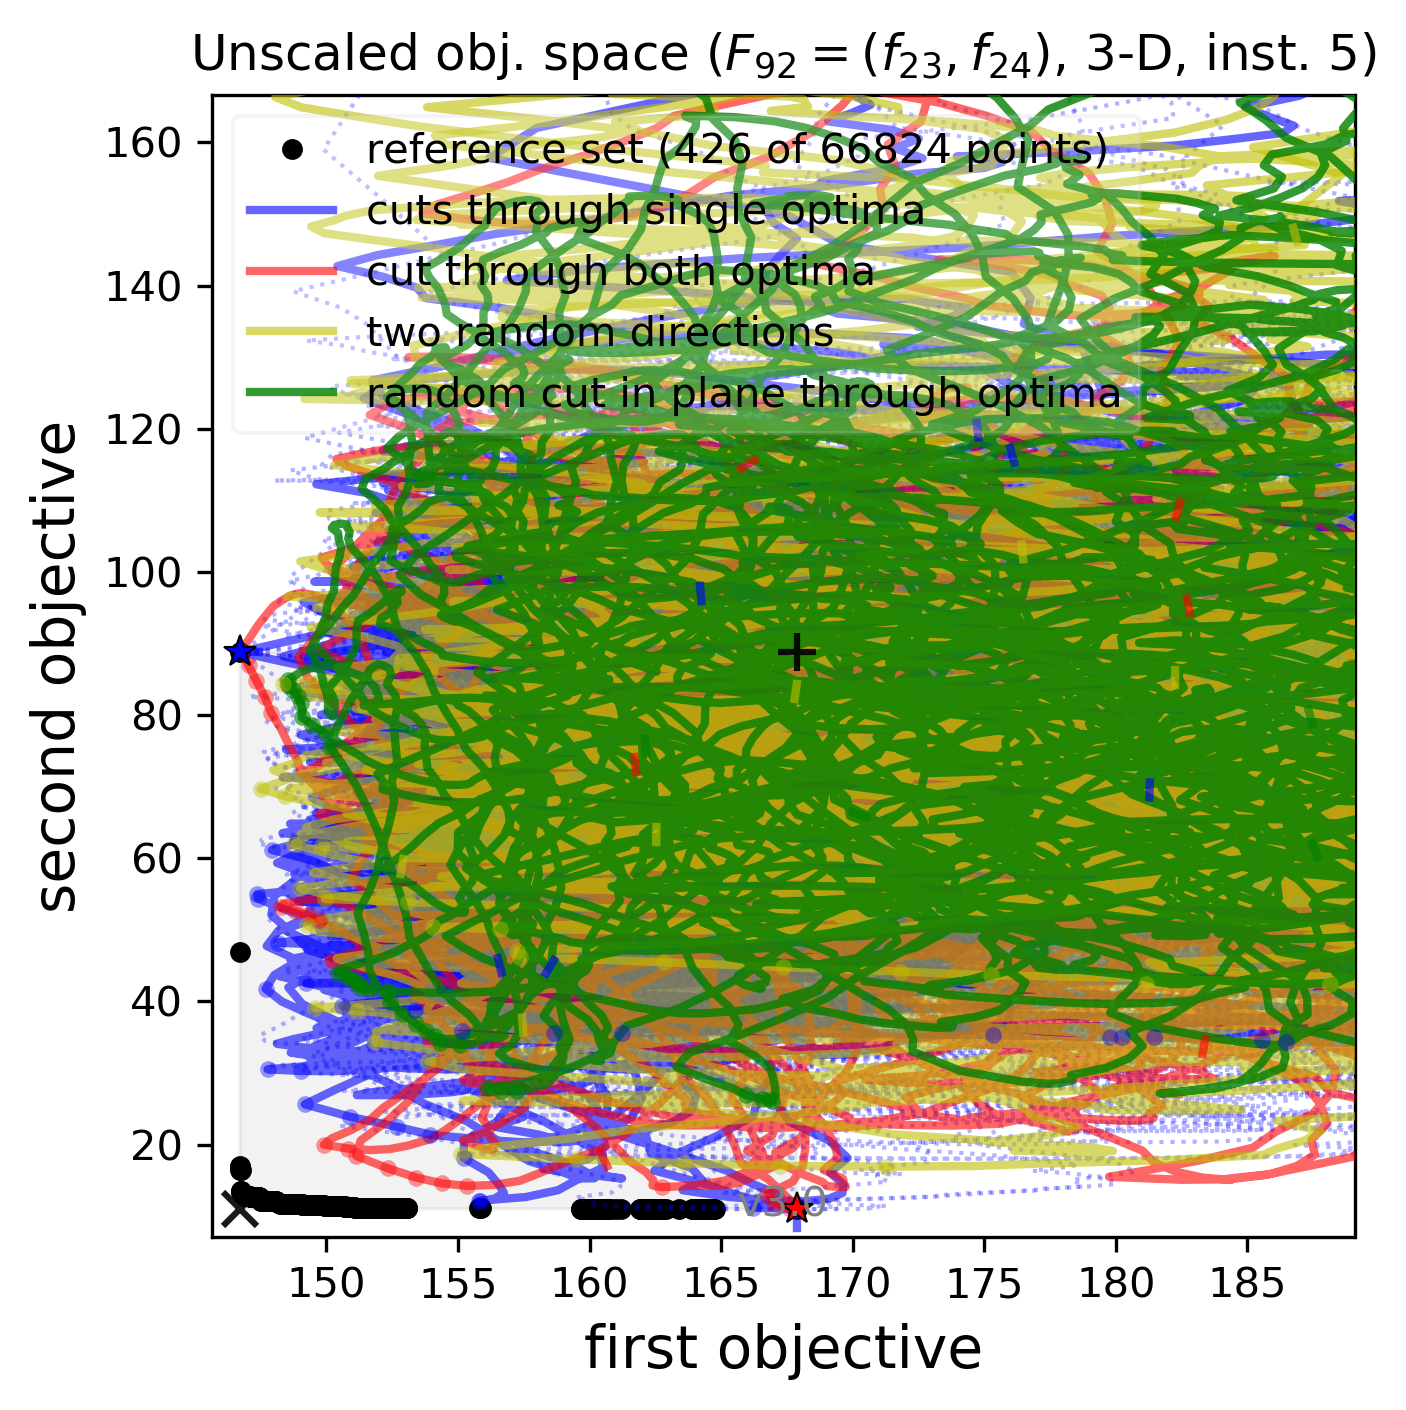 Unscaled obj. space (F₉₂ = (f₂₃, f₂₄), 3-D, inst. 5)
reference set (426 of 66824 points)
cuts through single optima
cut through both optima
two random directions
random cut in plane through optima
second objective
160
140
120
100
80
60
40
20
150 155 160 165 170 175 180 185
first objective